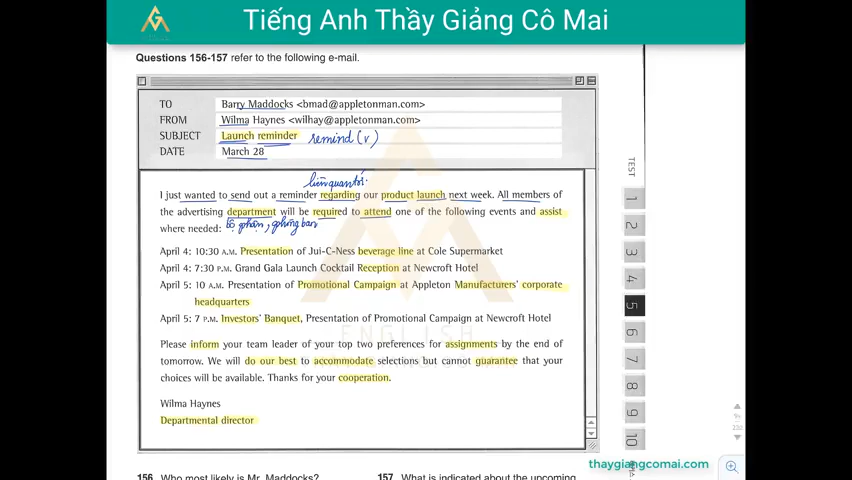 Tiếng Anh Thầy Giảng Cô Mai
Questions 156-157 refer to the following e-mail.
TO Barry Maddocks <bmad@appletonman.com>
FROM Wilma Haynes <wilhay@appletonman.com>
SUBJECT Launch reminder remind (v)
DATE March 28
liên quan tới
I just wanted to send out a reminder regarding our product launch next week. All members of
the advertising department will be required to attend one of the following events and assist
where needed: bộ phận, phòng ban
April 4: 10:30 A.M. Presentation of Jui-C-Ness beverage line at Cole Supermarket
April 4: 7:30 P.M. Grand Gala Launch Cocktail Reception at Newcroft Hotel
April 5: 10 A.M. Presentation of Promotional Campaign at Appleton Manufacturers' corporate
headquarters
April 5: 7 P.M. Investors' Banquet, Presentation of Promotional Campaign at Newcroft Hotel
Please inform your team leader of your top two preferences for assignments by the end of
tomorrow. We will do our best to accommodate selections but cannot guarantee that your
choices will be available. Thanks for your cooperation.
Wilma Haynes
Departmental director
TEST
1
2
3
4
5
6
7
8
9
10
ENGLISH
thaygiangcomai.com
156 Who most likely is Mr. Maddocks?
157 What is indicated about the upcoming